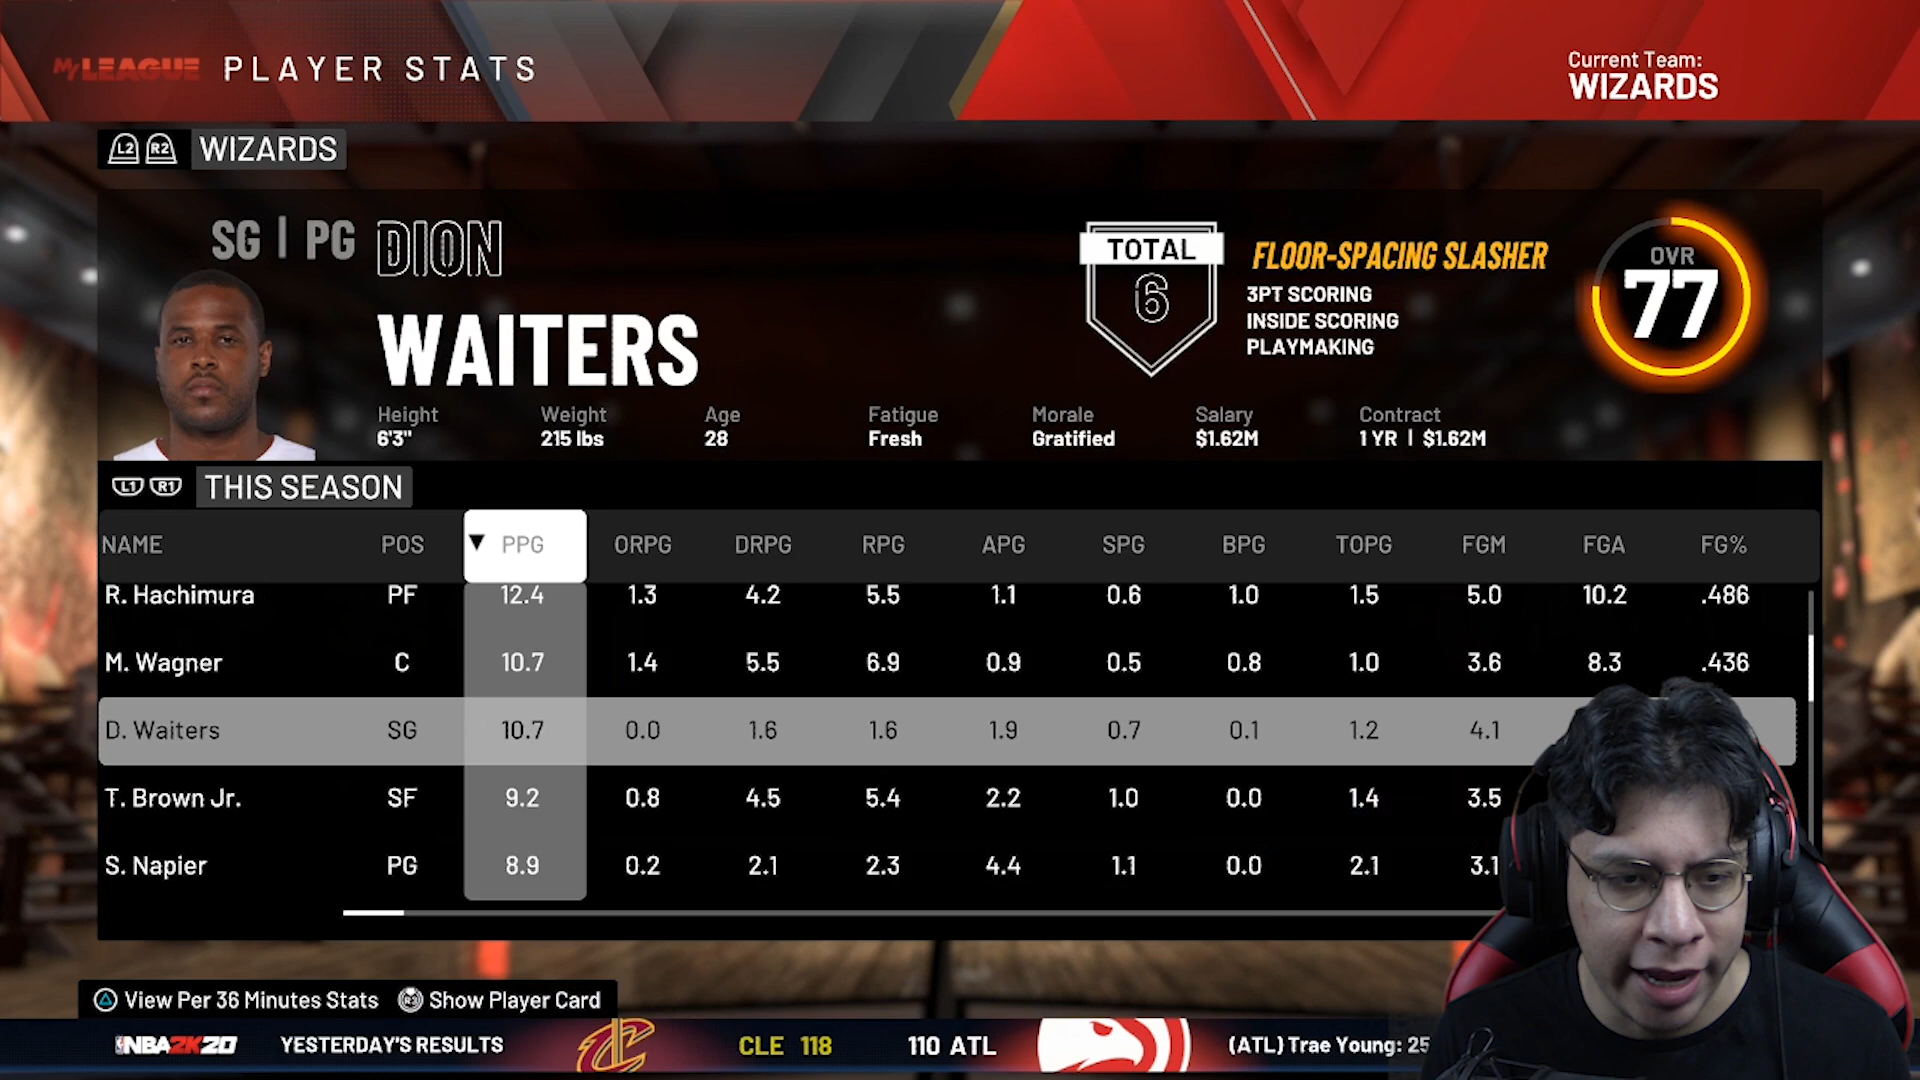 MyLEAGUE PLAYER STATS
Current Team:
WIZARDS
L2 R2 WIZARDS
SG | PG DION
WAITERS
TOTAL
6
FLOOR-SPACING SLASHER
3PT SCORING
INSIDE SCORING
PLAYMAKING
OVR
77
Height Weight Age Fatigue Morale Salary Contract
6'3" 215 lbs 28 Fresh Gratified $1.62M 1 YR | $1.62M
L1 R1 THIS SEASON
NAME POS ▼ PPG ORPG DRPG RPG APG SPG BPG TOPG FGM FGA FG%
R. Hachimura PF 12.4 1.3 4.2 5.5 1.1 0.6 1.0 1.5 5.0 10.2 .486
M. Wagner C 10.7 1.4 5.5 6.9 0.9 0.5 0.8 1.0 3.6 8.3 .436
D. Waiters SG 10.7 0.0 1.6 1.6 1.9 0.7 0.1 1.2 4.1
T. Brown Jr. SF 9.2 0.8 4.5 5.4 2.2 1.0 0.0 1.4 3.5
S. Napier PG 8.9 0.2 2.1 2.3 4.4 1.1 0.0 2.1 3.1
View Per 36 Minutes Stats R3 Show Player Card
NBA2K20 YESTERDAY'S RESULTS C CLE 118 110 ATL (ATL) Trae Young: 25